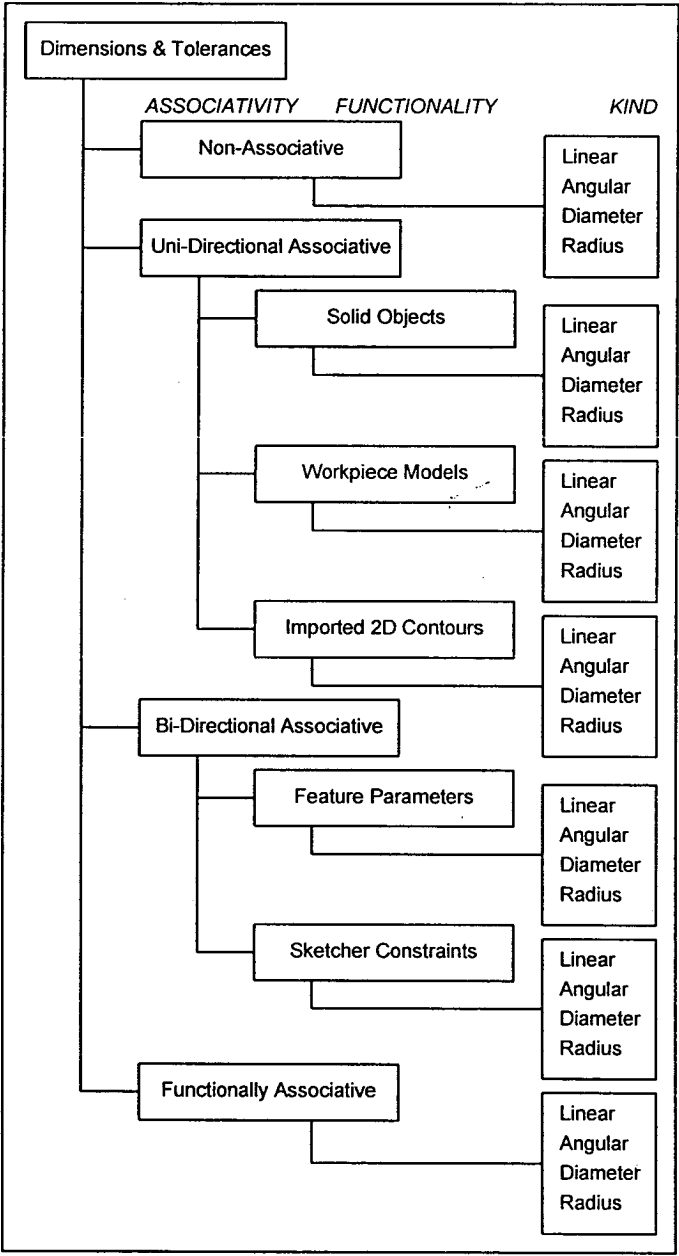 Dimensions & Tolerances
ASSOCIATIVITY FUNCTIONALITY KIND
Non-Associative
Linear
Angular
Diameter
Radius
Uni-Directional Associative
Solid Objects
Linear
Angular
Diameter
Radius
Workpiece Models
Linear
Angular
Diameter
Radius
Imported 2D Contours
Linear
Angular
Diameter
Radius
Bi-Directional Associative
Feature Parameters
Linear
Angular
Diameter
Radius
Sketcher Constraints
Linear
Angular
Diameter
Radius
Functionally Associative
Linear
Angular
Diameter
Radius